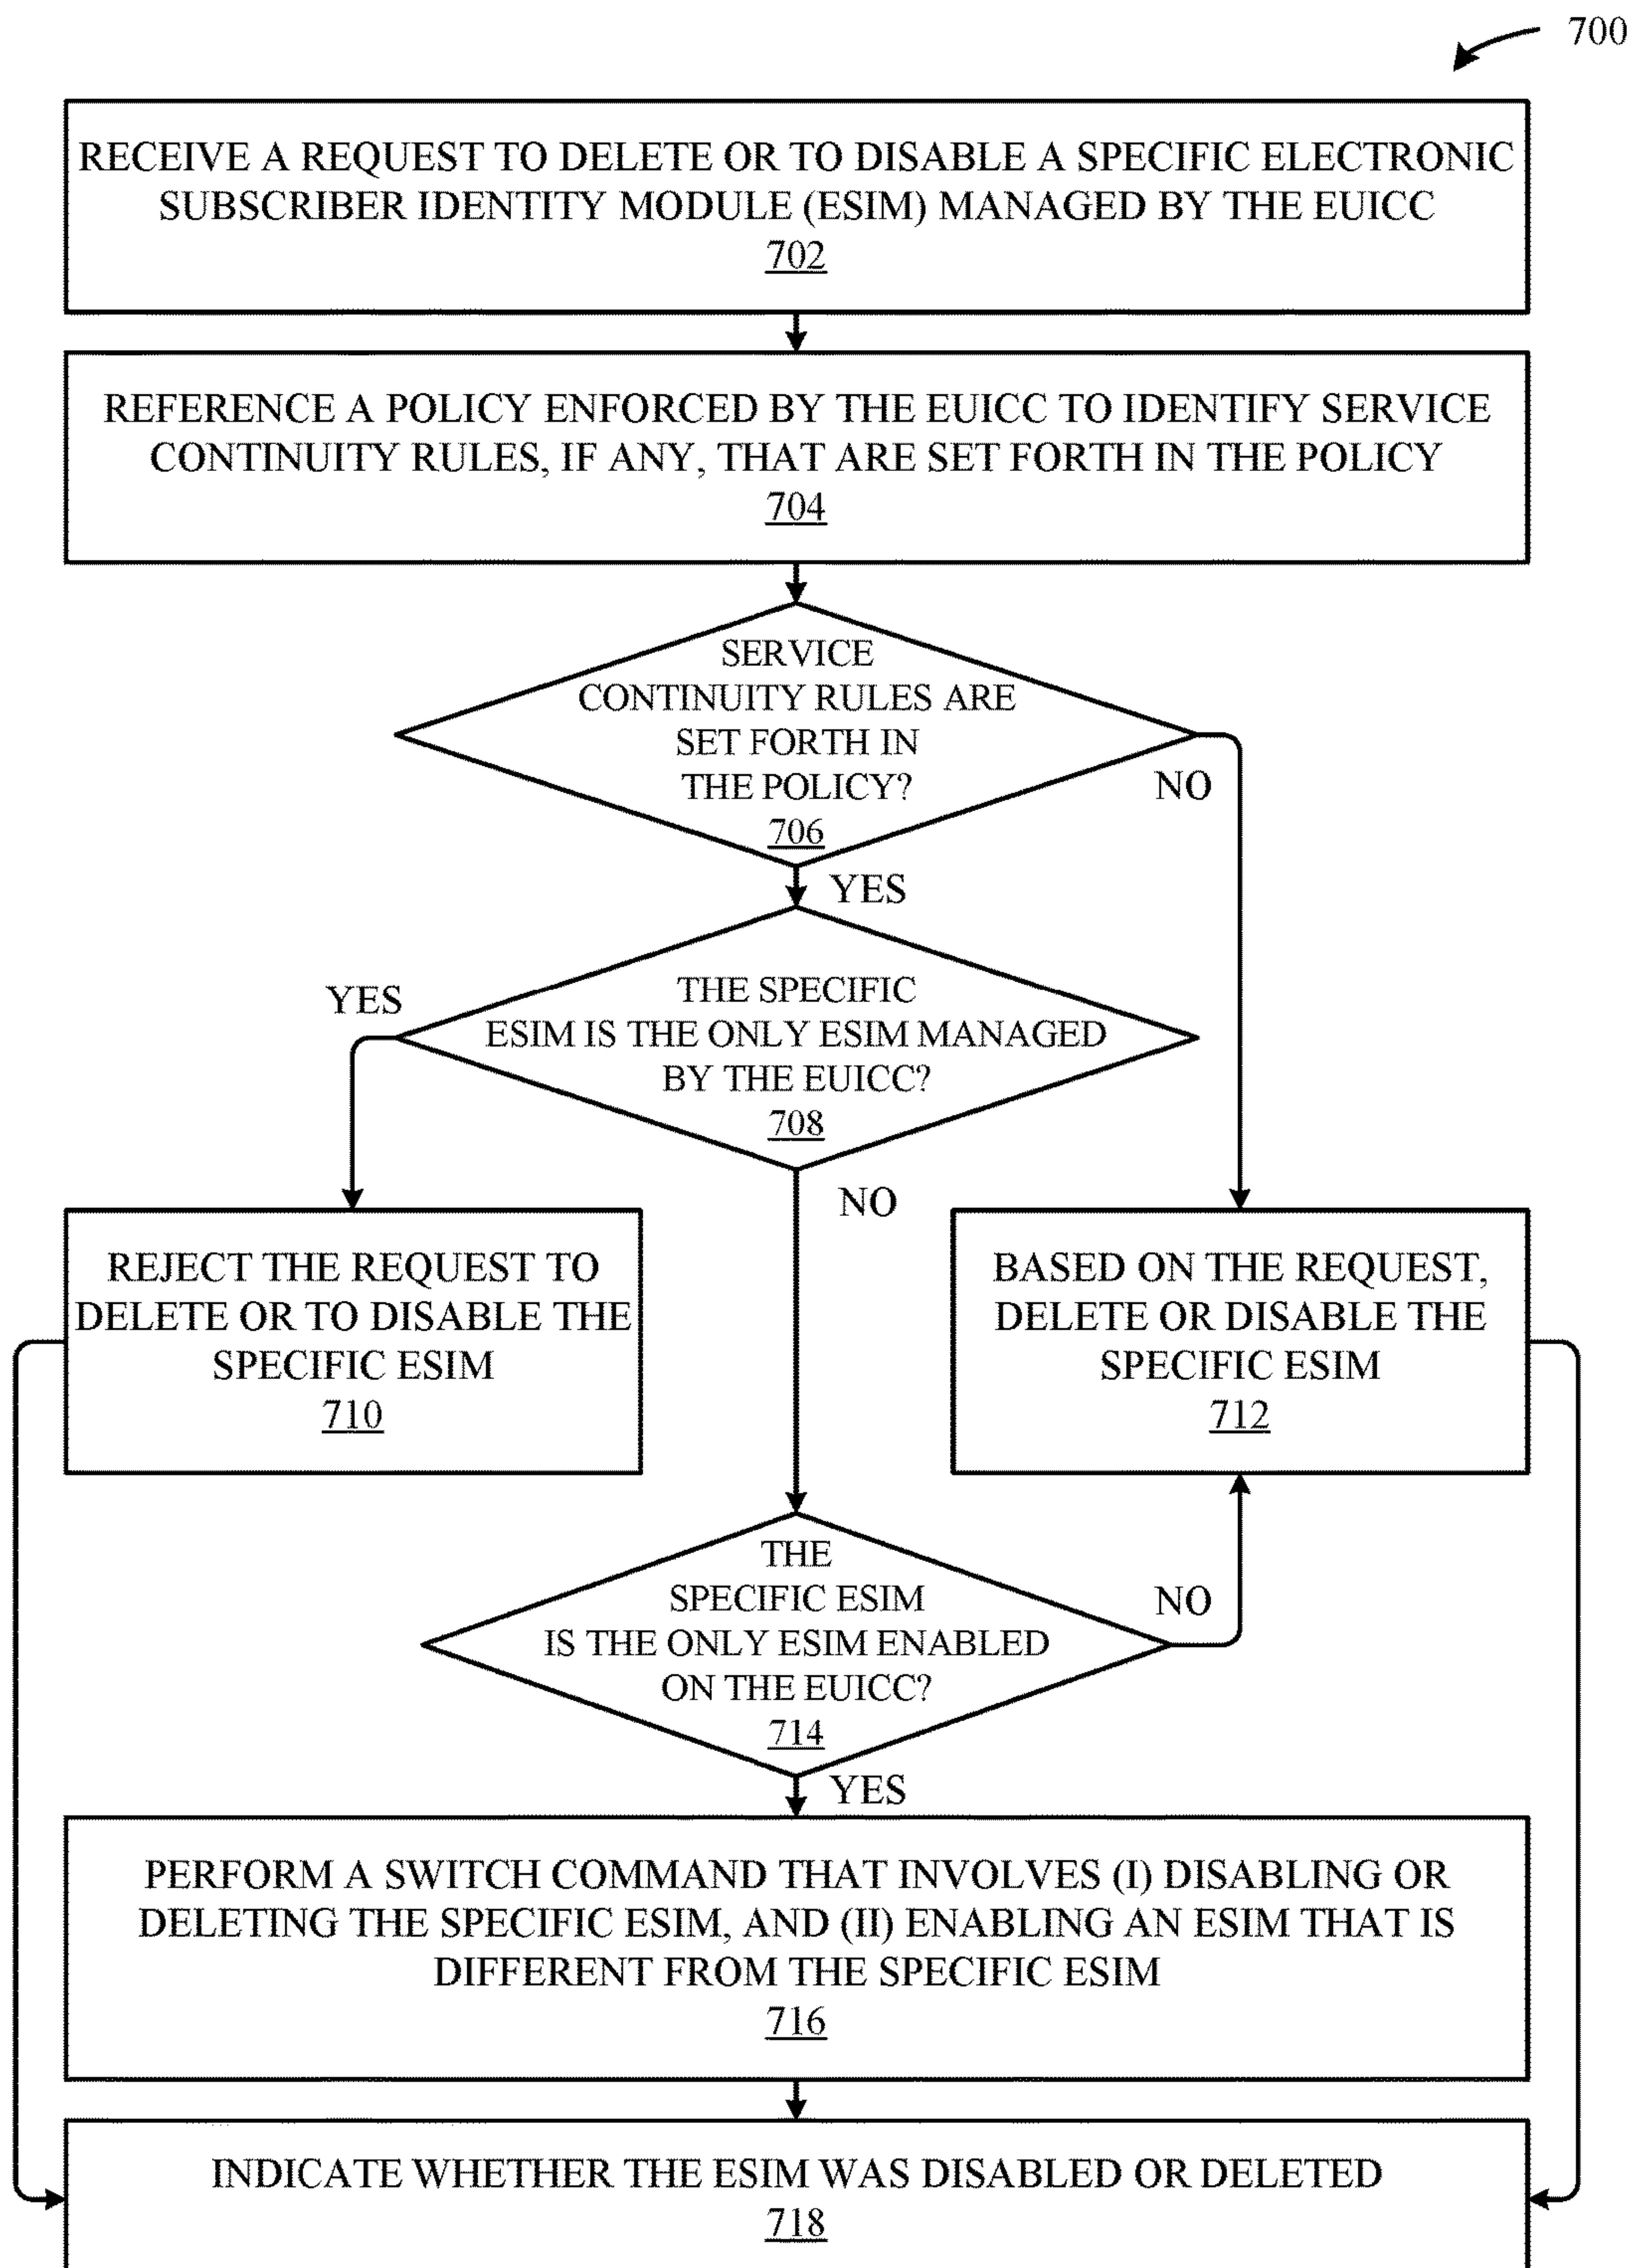 700
RECEIVE A REQUEST TO DELETE OR TO DISABLE A SPECIFIC ELECTRONIC
SUBSCRIBER IDENTITY MODULE (ESIM) MANAGED BY THE EUICC
702
REFERENCE A POLICY ENFORCED BY THE EUICC TO IDENTIFY SERVICE
CONTINUITY RULES, IF ANY, THAT ARE SET FORTH IN THE POLICY
704
SERVICE
CONTINUITY RULES ARE
SET FORTH IN
THE POLICY?
706
NO
YES
THE SPECIFIC
ESIM IS THE ONLY ESIM MANAGED
BY THE EUICC?
708
YES
NO
REJECT THE REQUEST TO
DELETE OR TO DISABLE THE
SPECIFIC ESIM
710
BASED ON THE REQUEST,
DELETE OR DISABLE THE
SPECIFIC ESIM
712
THE
SPECIFIC ESIM
IS THE ONLY ESIM ENABLED
ON THE EUICC?
714
NO
YES
PERFORM A SWITCH COMMAND THAT INVOLVES (I) DISABLING OR
DELETING THE SPECIFIC ESIM, AND (II) ENABLING AN ESIM THAT IS
DIFFERENT FROM THE SPECIFIC ESIM
716
INDICATE WHETHER THE ESIM WAS DISABLED OR DELETED
718